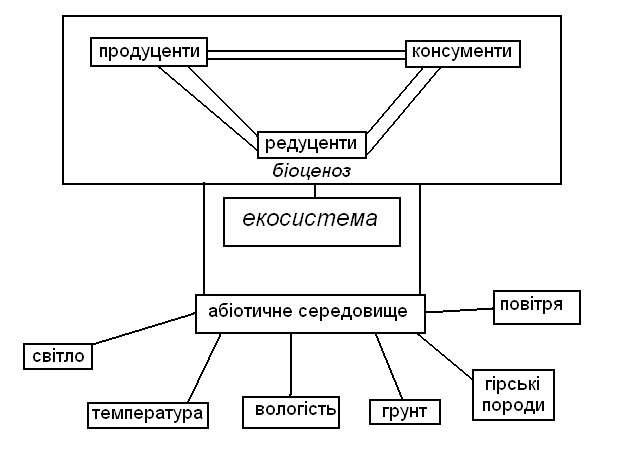 продуценти
консументи
редуценти
біоценоз
екосистема
абіотичне середовище
повітря
світло
температура
вологість
грунт
гірські
породи